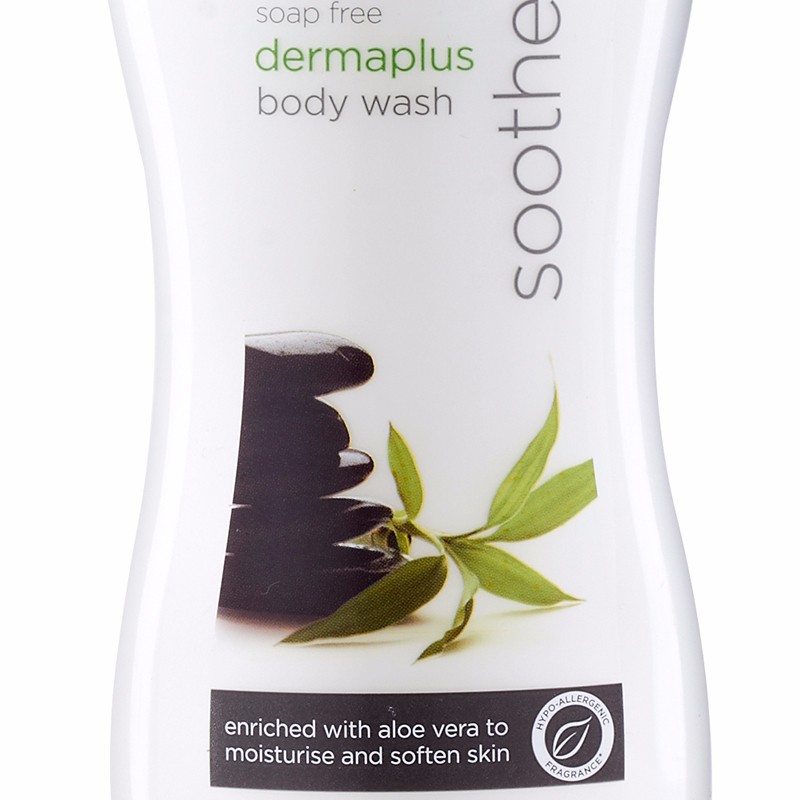 soap free
dermaplus
body wash
soothe
enriched with aloe vera to
moisturise and soften skin
HYPO-ALLERGENIC
FRAGRANCE*